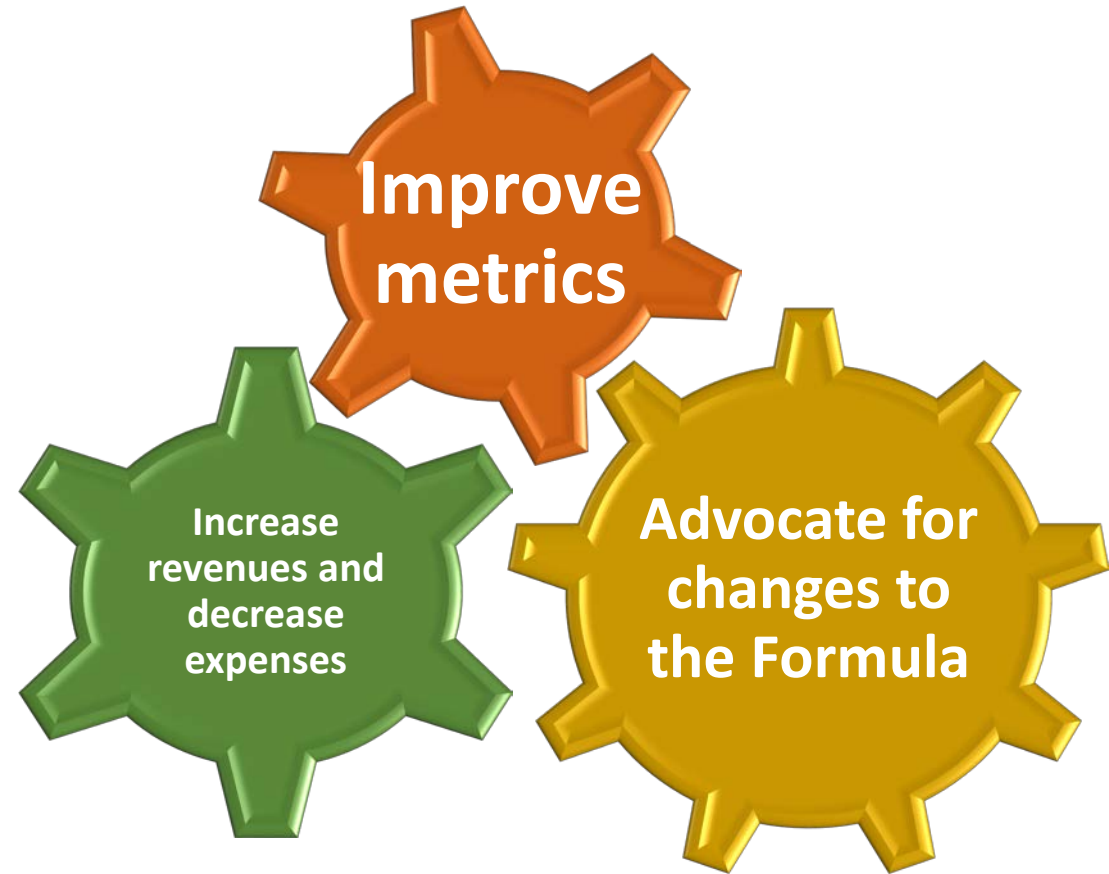 Improve
metrics
Increase
revenues and
decrease
expenses
Advocate for
changes to
the Formula